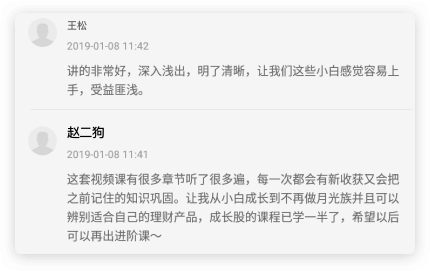 王松
2019-01-08 11:42
讲的非常好，深入浅出，明了清晰，让我们这些小白感觉容易上
手，受益匪浅。
赵二狗
2019-01-08 11:41
这套视频课有很多章节听了很多遍，每一次都会有新收获又会把
之前记住的知识巩固。让我从小白成长到不再做月光族并且可以
辨别适合自己的理财产品，成长股的课程已学一半了，希望以后
可以再出进阶课～